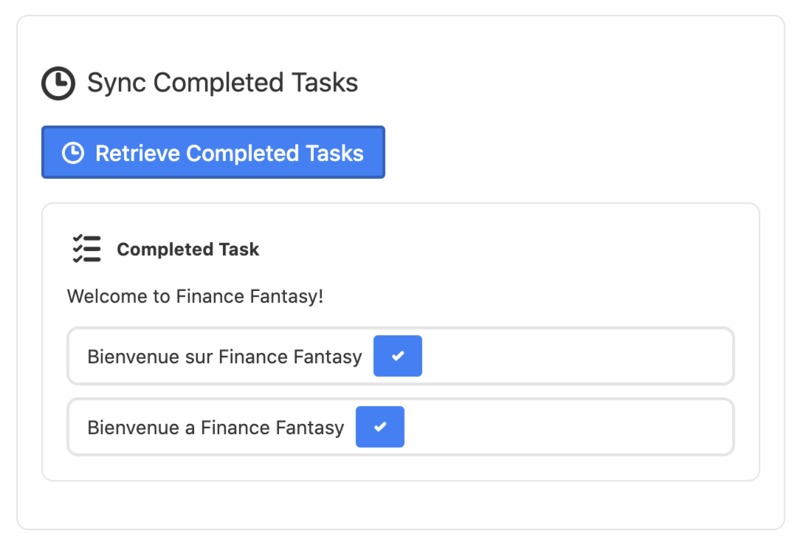 Sync Completed Tasks
Retrieve Completed Tasks
Completed Task
Welcome to Finance Fantasy!
Bienvenue sur Finance Fantasy
Bienvenue a Finance Fantasy